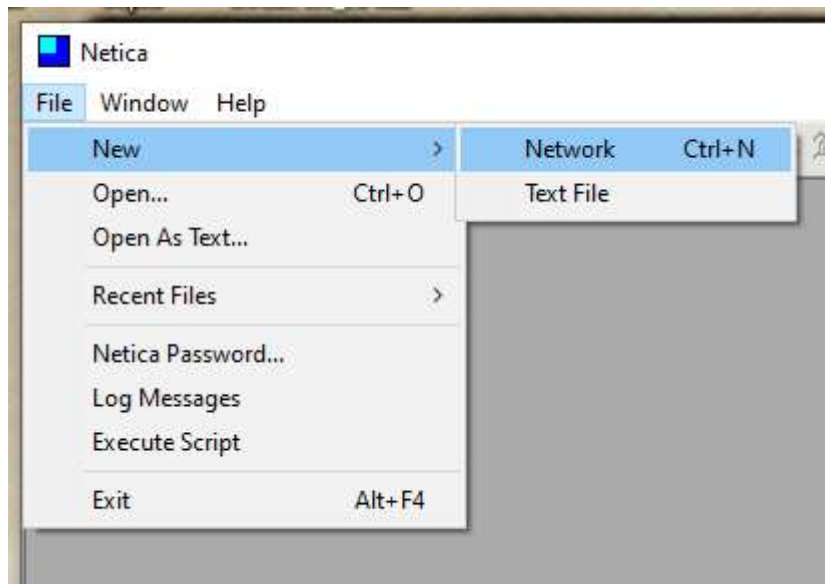 Netica
File Window Help
New > Network Ctrl+N
Open... Ctrl+O Text File
Open As Text...
Recent Files >
Netica Password...
Log Messages
Execute Script
Exit Alt+F4